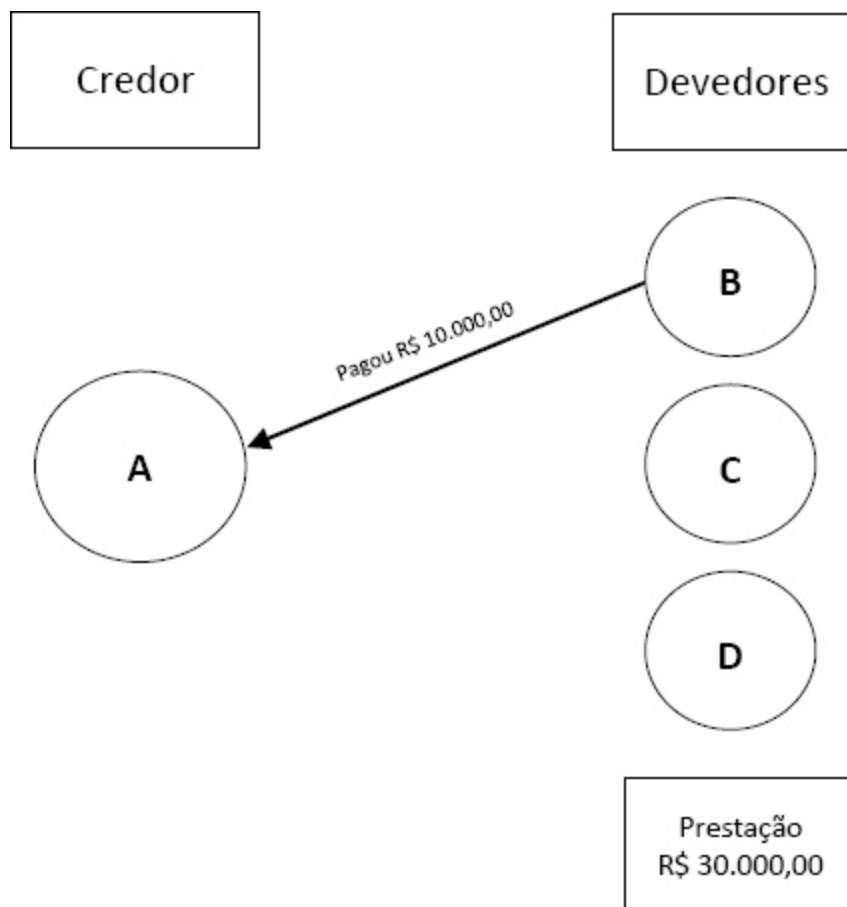 Credor
Devedores
B
Pagou R$ 10.000,00
A
C
D
Prestação
R$ 30.000,00